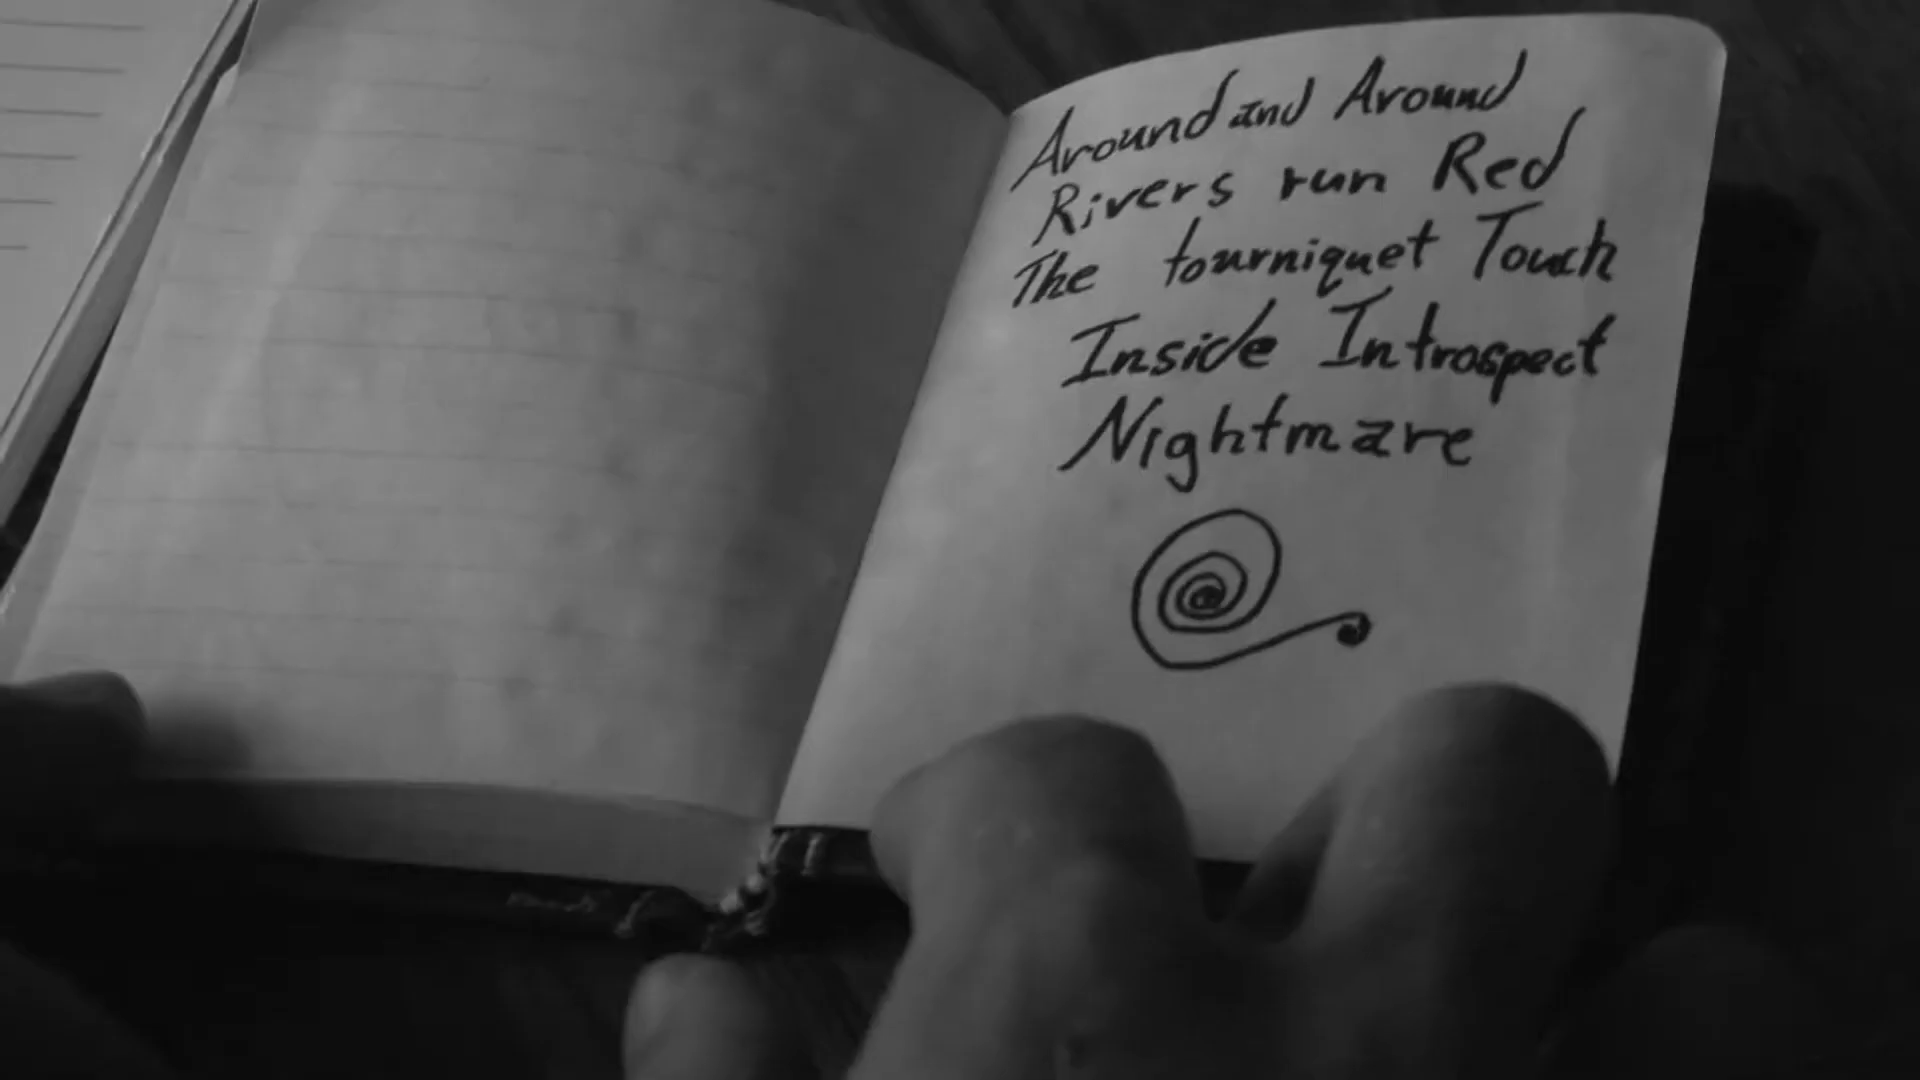 Around and Around
Rivers run Red
The tourniquet Touch
Inside Introspect
Nightmare